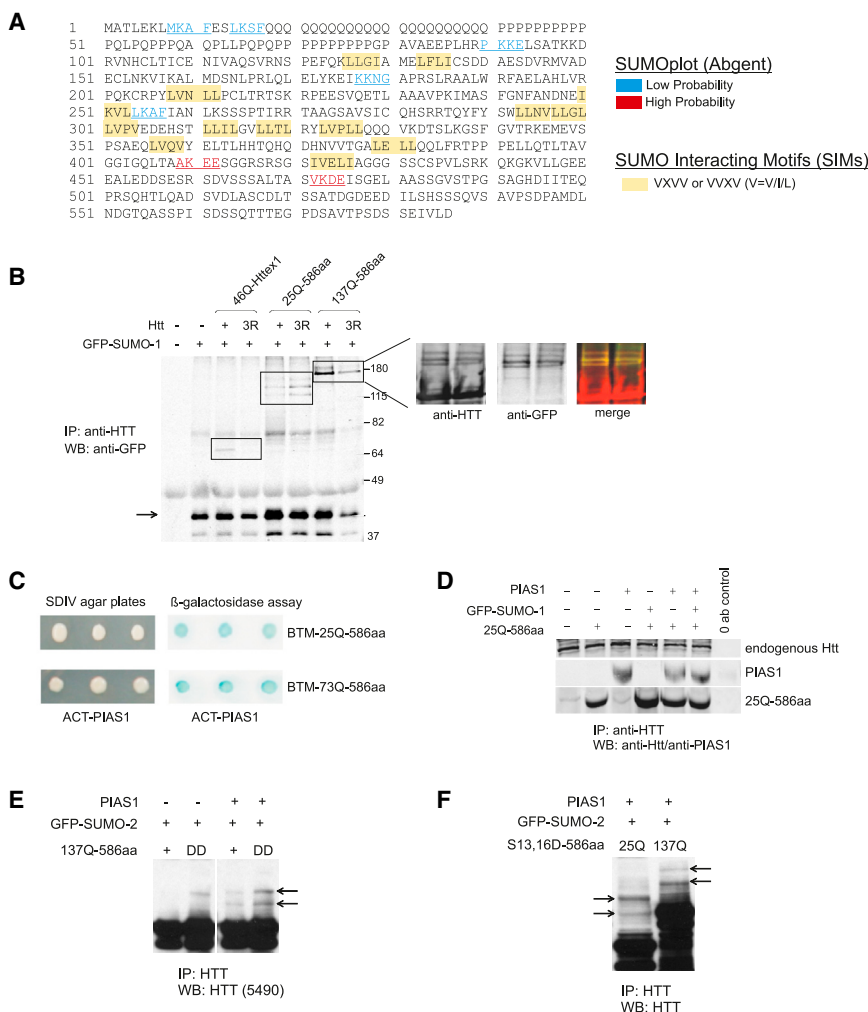 A
1 MATLEKLMKA FESLKSFQQQ QQQQQQQQQQ QQQQQQQQQQ PPPPPPPPPP
51 PQLPQPPPQA QPLLPQPQPP PPPPPPPPGP AVAEEPLHRP KKELSATKKD
101 RVNHCLTICE NIVAQSVRNS PEFQKLLGIA MELFLICSDD AESDVRMVAD
151 ECLNKVIKAL MDSNLPRLQL ELYKEIKKNG APRSLRAALW RFAELAHLVR
201 PQKCRPYLVN LLPCLTRTSK RPEESVQETL AAAVPKIMAS FGNFANDNEI
251 KVLLKAFIAN LKSSSPTIRR TAAGSAVSIC QHSRRTQYFY SWLLNVLLGL
301 LVPVEDEHST LLILGVLLTL RYLVPLLQQQ VKDTSLKGSF GVTRKEMEVS
351 PSAEQLVQVY ELTLHHTQHQ DHNVVTGALE LLQQLFRTPP PELLQTLTAV
401 GGIGQLTAAK EESGGRSRSG SIVELIAGGG SSCSPVLSRK QKGKVLLGEE
451 EALEDDSESR SDVSSSALTA SVKDEISGEL AASSGVSTPG SAGHDIITEQ
501 PRSQHTLQAD SVDLASCDLT SSATDGDEED ILSHSSSQVS AVPSDPAMDL
551 NDGTQASSPI SDSSQTTTEG PDSAVTPSDS SEIVLD
SUMOplot (Abgent)
Low Probability
High Probability
SUMO Interacting Motifs (SIMs)
VXVV or VVXV (V=V/I/L)
B
46Q-Httex1 25Q-586aa 137Q-586aa
Htt - - + 3R + 3R + 3R
GFP-SUMO-1 - + + + + + + +
IP: anti-HTT
WB: anti-GFP
180
115
82
64
49
37
anti-HTT anti-GFP merge
C
SDIV agar plates ß-galactosidase assay
BTM-25Q-586aa
BTM-73Q-586aa
ACT-PIAS1 ACT-PIAS1
D
PIAS1 - - + - + +
GFP-SUMO-1 - - - + - +
25Q-586aa - + - + + +
0 ab control
endogenous Htt
PIAS1
25Q-586aa
IP: anti-HTT
WB: anti-Htt/anti-PIAS1
E
PIAS1 - - + +
GFP-SUMO-2 + + + +
137Q-586aa + DD + DD
IP: HTT
WB: HTT (5490)
F
PIAS1 + +
GFP-SUMO-2 + +
S13,16D-586aa 25Q 137Q
IP: HTT
WB: HTT